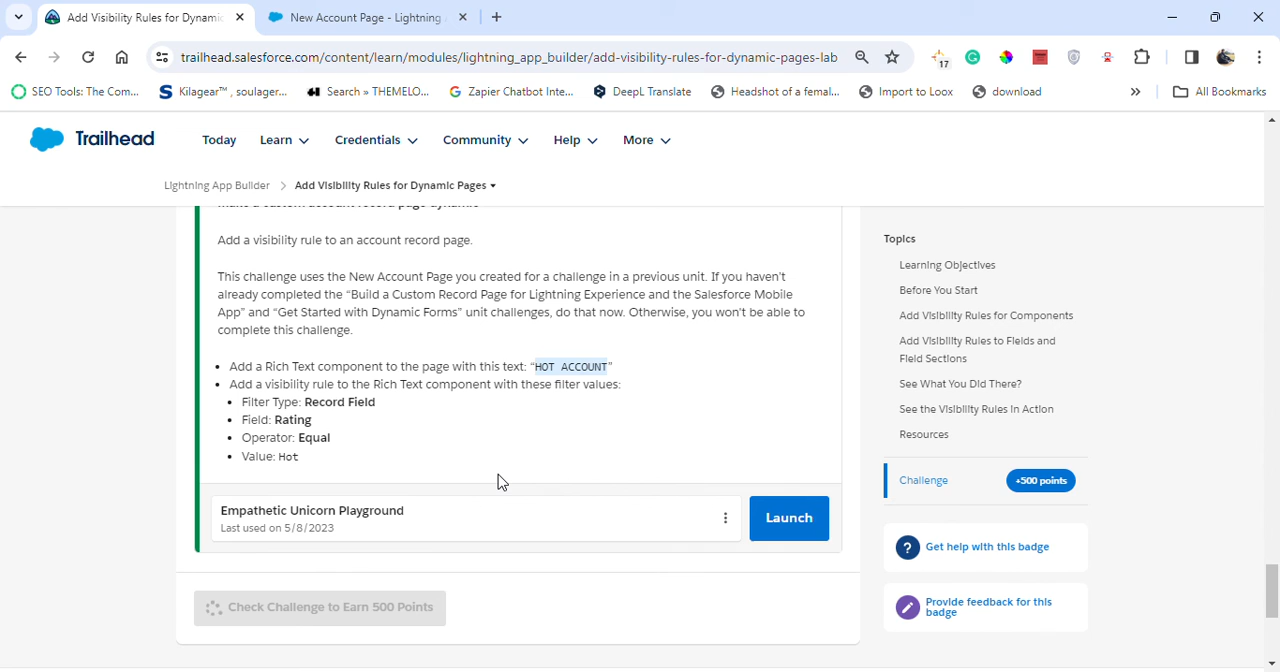 Add Visibility Rules for Dynamic
New Account Page - Lightning
trailhead.salesforce.com/content/learn/modules/lightning_app_builder/add-visibility-rules-for-dynamic-pages-lab
17
SEO Tools: The Com...
Kilagear™ , soulager...
Search » THEMELO...
Zapier Chatbot Inte...
DeepL Translate
Headshot of a femal...
Import to Loox
download
All Bookmarks
Trailhead
Today
Learn
Credentials
Community
Help
More
Lightning App Builder
Add Visibility Rules for Dynamic Pages
Add a visibility rule to an account record page.
This challenge uses the New Account Page you created for a challenge in a previous unit. If you haven't
already completed the “Build a Custom Record Page for Lightning Experience and the Salesforce Mobile
App” and “Get Started with Dynamic Forms” unit challenges, do that now. Otherwise, you won't be able to
complete this challenge.
• Add a Rich Text component to the page with this text: “HOT ACCOUNT”
• Add a visibility rule to the Rich Text component with these filter values:
• Filter Type: Record Field
• Field: Rating
• Operator: Equal
• Value: Hot
Empathetic Unicorn Playground
Last used on 5/8/2023
Launch
Check Challenge to Earn 500 Points
Topics
Learning Objectives
Before You Start
Add Visibility Rules for Components
Add Visibility Rules to Fields and
Field Sections
See What You Did There?
See the Visibility Rules in Action
Resources
Challenge
+500 points
Get help with this badge
Provide feedback for this
badge